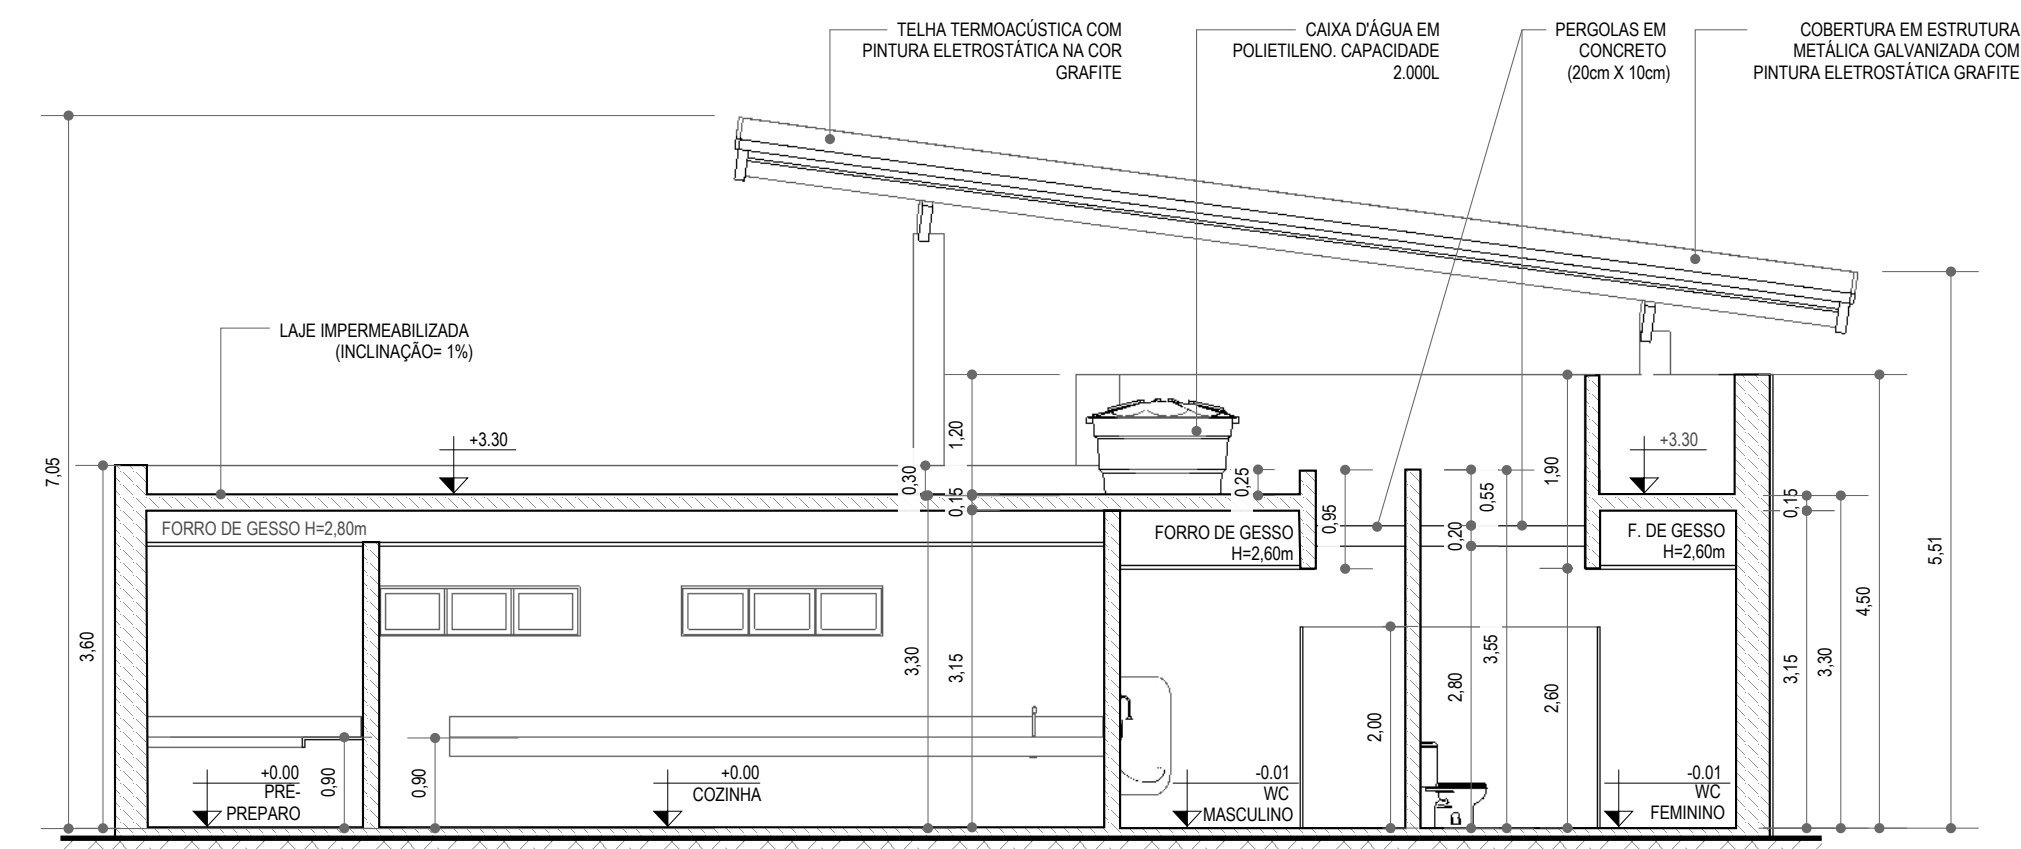 TELHA TERMOACÚSTICA COM
PINTURA ELETROSTÁTICA NA COR
GRAFITE
CAIXA D'ÁGUA EM
POLIETILENO. CAPACIDADE
2.000L
PERGOLAS EM
CONCRETO
(20cm X 10cm)
COBERTURA EM ESTRUTURA
METÁLICA GALVANIZADA COM
PINTURA ELETROSTÁTICA GRAFITE
LAJE IMPERMEABILIZADA
(INCLINAÇÃO= 1%)
7,05
3,60
+3.30
FORRO DE GESSO H=2,80m
0,30
1,20
0,15
0,25
FORRO DE GESSO
H=2,60m
0,95
0,20
0,55
1,90
+3.30
F. DE GESSO
H=2,60m
0,15
5,51
4,50
3,30
3,15
3,30
3,15
2,00
2,80
3,55
2,60
+0.00
PRE-
PREPARO
0,90
0,90
+0.00
COZINHA
-0.01
WC
MASCULINO
-0.01
WC
FEMININO